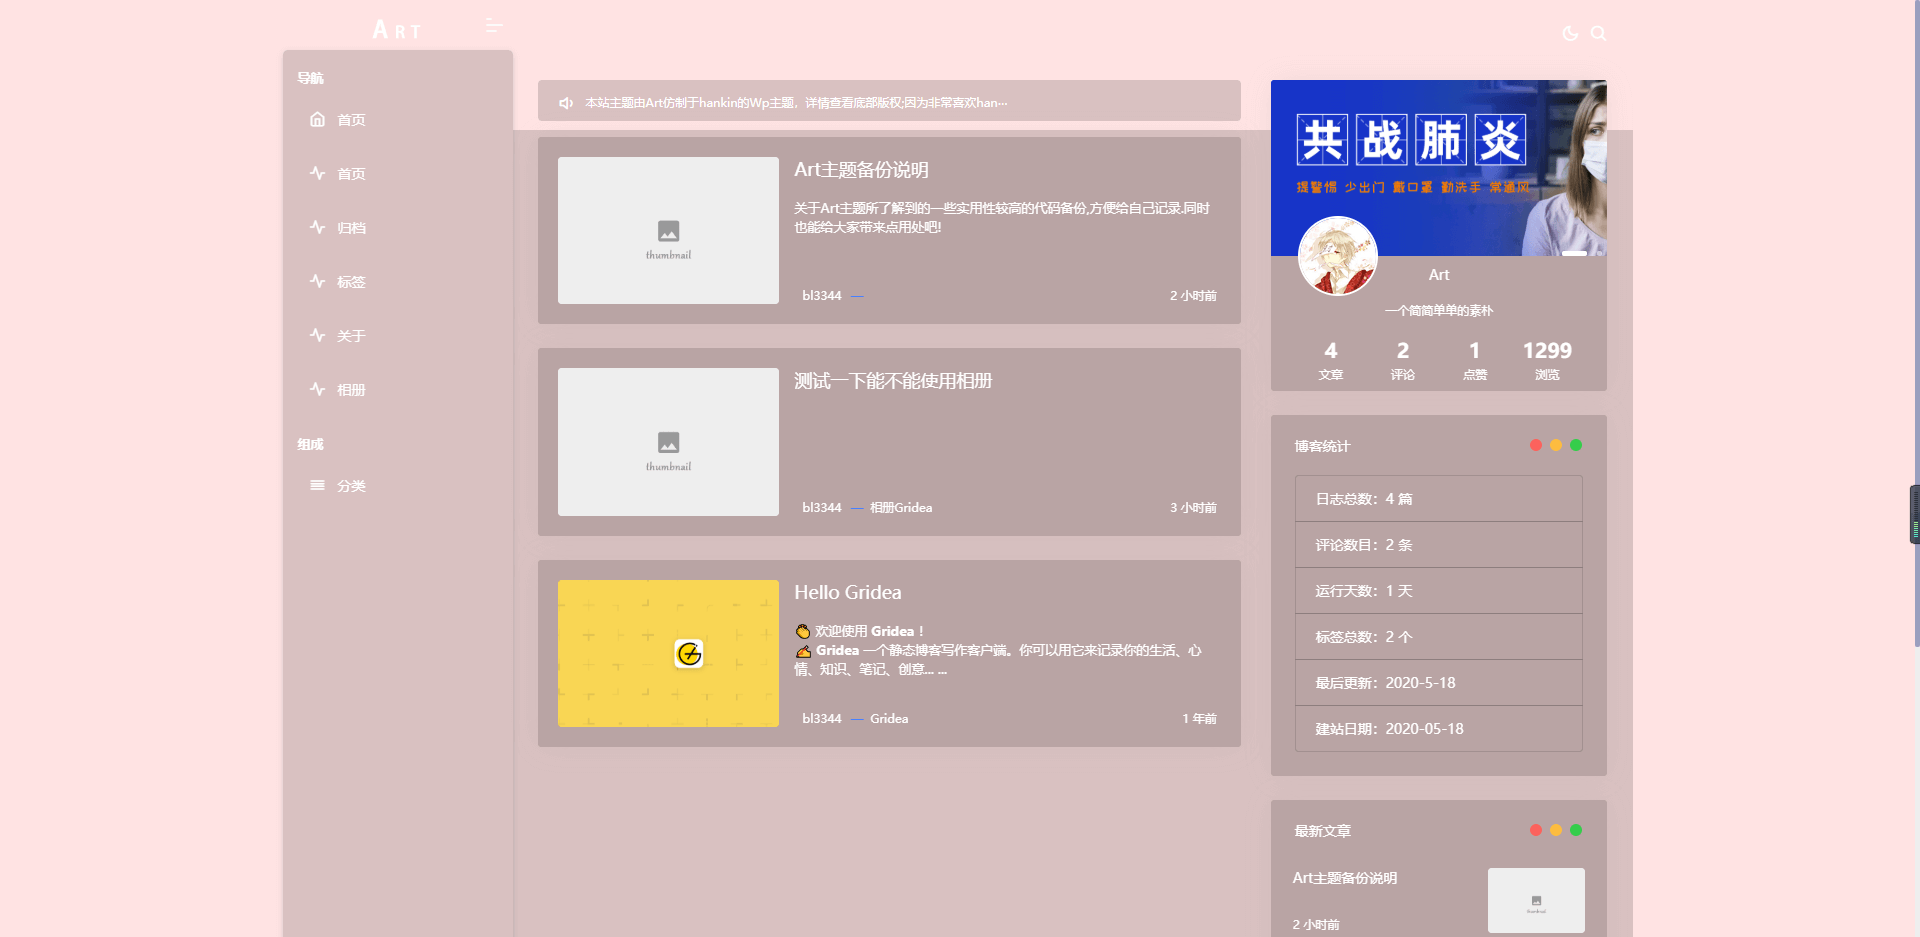 Art
导航
首页
首页
归档
标签
关于
相册
组成
分类
本站主题由Art仿制于hankin的Wp主题，详情查看底部版权;因为非常喜欢han···
thumbnail
Art主题备份说明
关于Art主题所了解到的一些实用性较高的代码备份,方便给自己记录.同时
也能给大家带来点用处吧!
bl3344 — 2 小时前
thumbnail
测试一下能不能使用相册
bl3344 — 相册Gridea 3 小时前
Hello Gridea
👏 欢迎使用 Gridea！
✍️ Gridea 一个静态博客写作客户端。你可以用它来记录你的生活、心
情、知识、笔记、创意... ...
bl3344 — Gridea 1 年前
共战肺炎
提警惕 少出门 戴口罩 勤洗手 常通风
Art
一个简简单单的素朴
4 2 1 1299
文章 评论 点赞 浏览
博客统计
日志总数：4 篇
评论数目：2 条
运行天数：1 天
标签总数：2 个
最后更新：2020-5-18
建站日期：2020-05-18
最新文章
Art主题备份说明
2 小时前
thumbnail